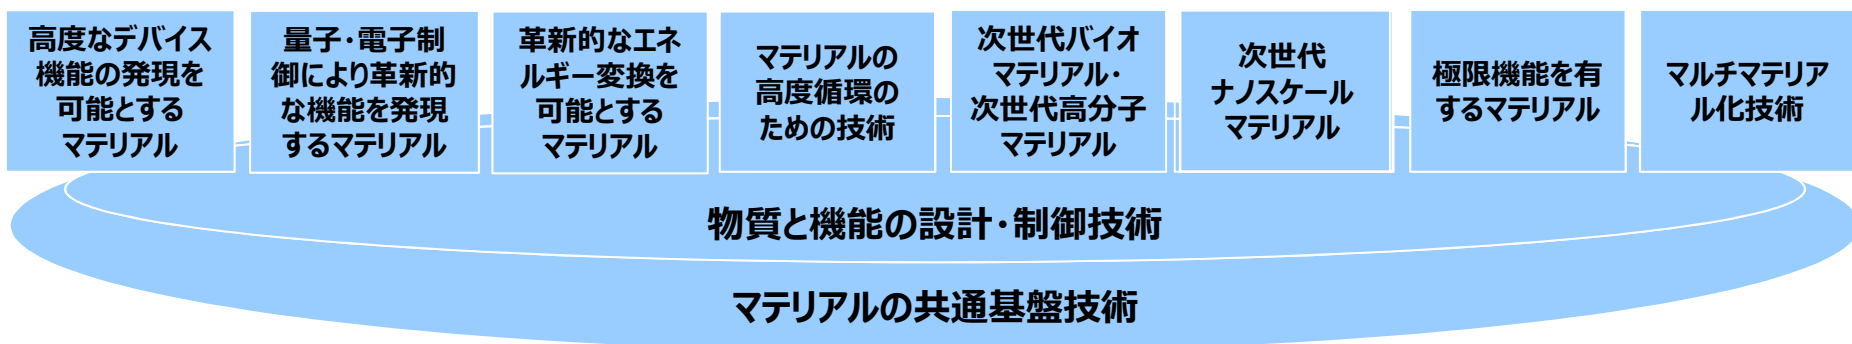 高度なデバイス
機能の発現を
可能とする
マテリアル
量子・電子制
御により革新的
な機能を発現
するマテリアル
革新的なエネ
ルギー変換を
可能とする
マテリアル
マテリアルの
高度循環の
ための技術
次世代バイオ
マテリアル・
次世代高分子
マテリアル
次世代
ナノスケール
マテリアル
極限機能を有
するマテリアル
マルチマテリア
ル化技術
物質と機能の設計・制御技術
マテリアルの共通基盤技術